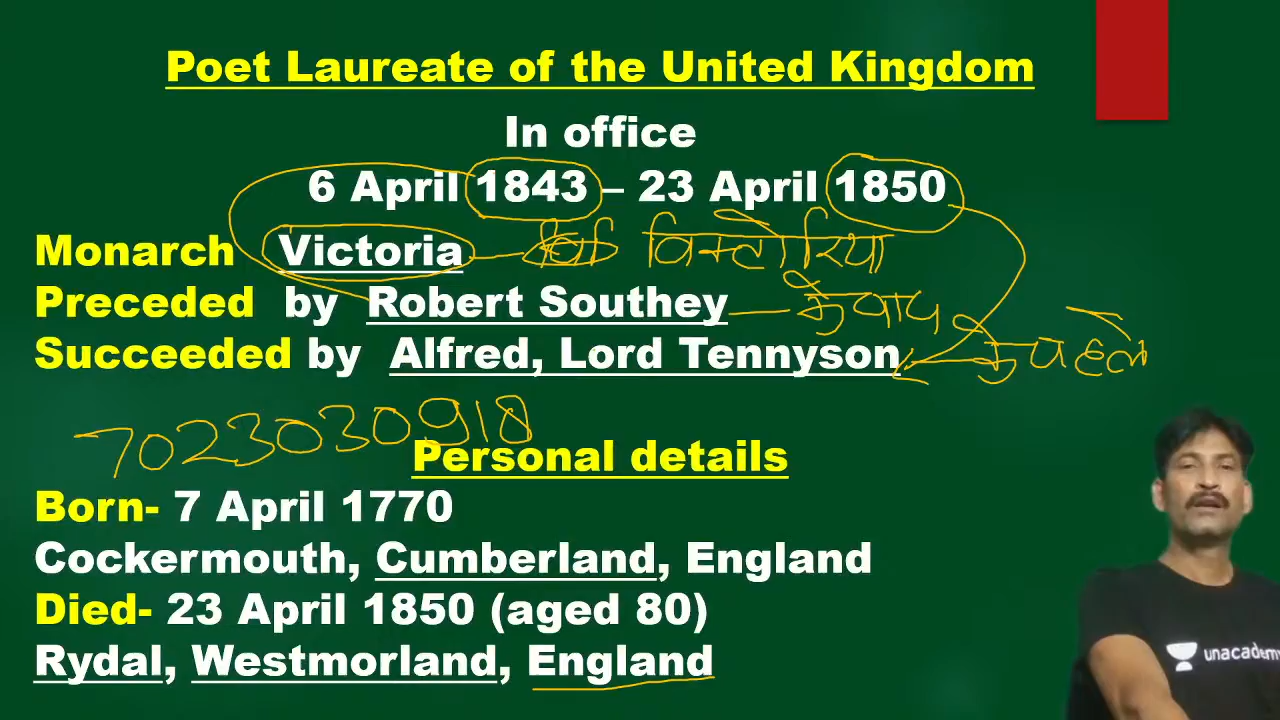 Poet Laureate of the United Kingdom
In office
6 April 1843 – 23 April 1850
Monarch Victoria विक्टोरिया
Preceded by Robert Southey के बाद
Succeeded by Alfred, Lord Tennyson के पहले
7023030918
Personal details
Born- 7 April 1770
Cockermouth, Cumberland, England
Died- 23 April 1850 (aged 80)
Rydal, Westmorland, England
unacademy